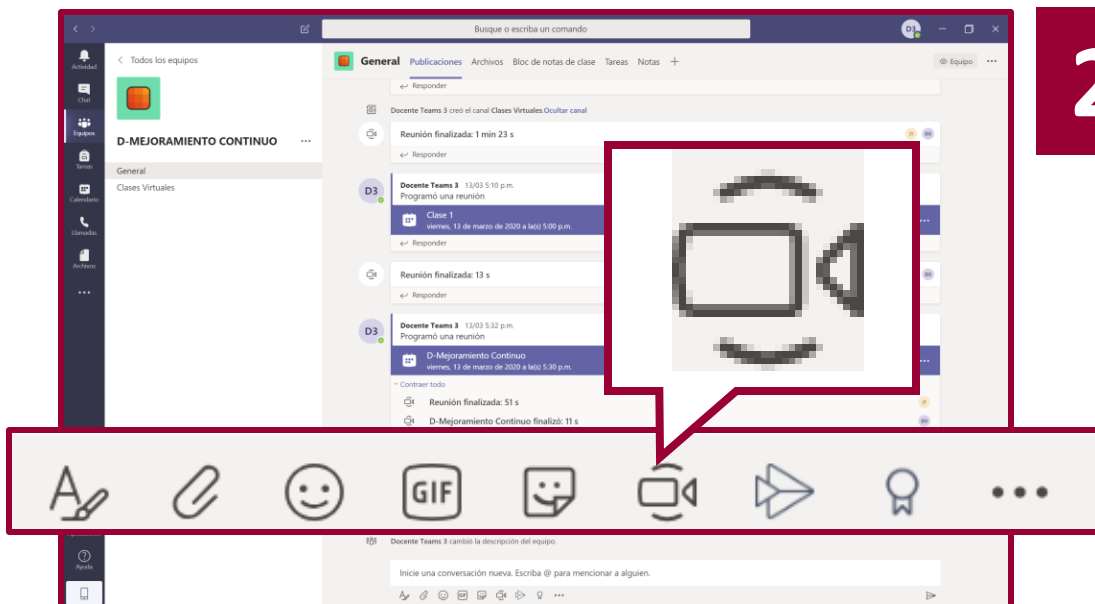 Busque o escriba un comando
D3
Actividad
Chat
Equipos
Tareas
Calendario
Llamadas
Archivos
Ayuda
Todos los equipos
D-MEJORAMIENTO CONTINUO
General
Clases Virtuales
General Publicaciones Archivos Bloc de notas de clase Tareas Notas +
Equipo
Responder
Docente Teams 3 creó el canal Clases Virtuales. Ocultar canal
Reunión finalizada: 1 min 23 s
Responder
D3
Docente Teams 3 13/03 5:10 p.m.
Programó una reunión
Clase 1
viernes, 13 de marzo de 2020 a la(s) 5:00 p.m.
Responder
Reunión finalizada: 13 s
Responder
D3
Docente Teams 3 13/03 5:32 p.m.
Programó una reunión
D-Mejoramiento Continuo
viernes, 13 de marzo de 2020 a la(s) 5:30 p.m.
Contraer todo
Reunión finalizada: 51 s
D-Mejoramiento Continuo finalizó: 11 s
GIF
Docente Teams 3 cambió la descripción del equipo.
Inicie una conversación nueva. Escriba @ para mencionar a alguien.
2